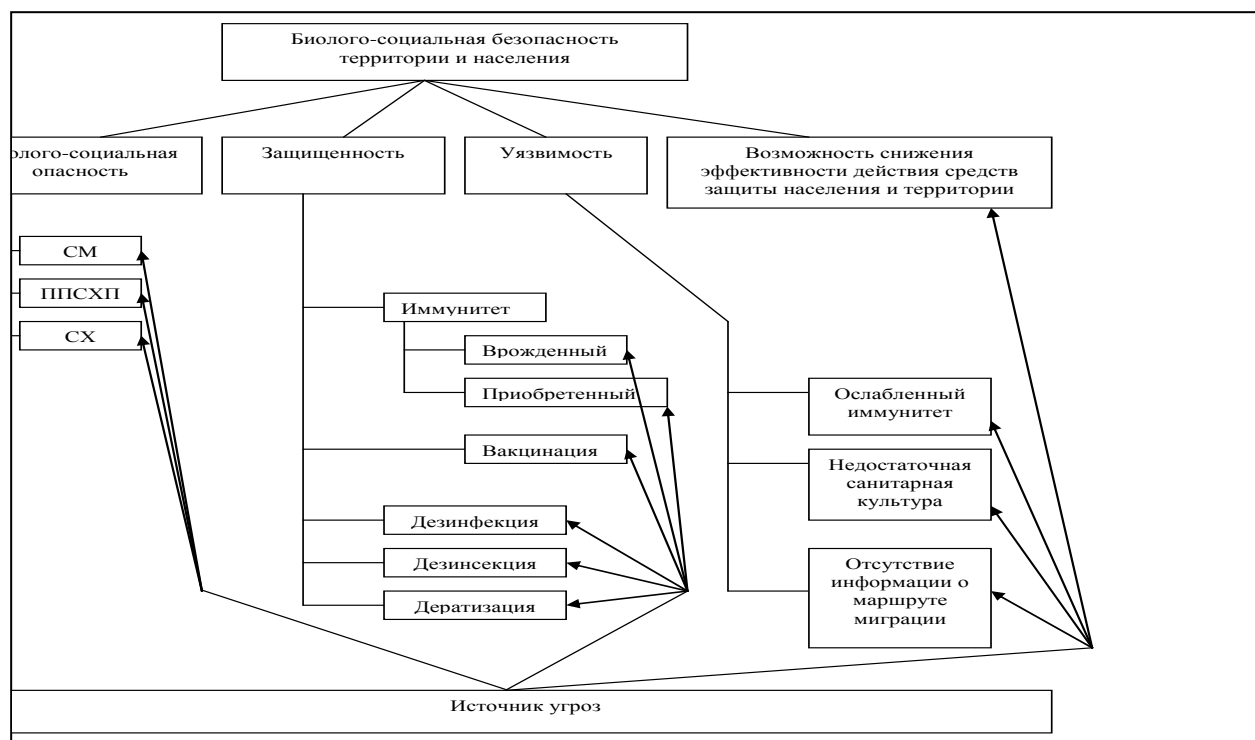 Биолого-социальная безопасность
территории и населения
олого-социальная
опасность
Защищенность
Уязвимость
Возможность снижения
эффективности действия средств
защиты населения и территории
СМ
ППСХП
СХ
Иммунитет
Врожденный
Приобретенный
Вакцинация
Дезинфекция
Дезинсекция
Дератизация
Ослабленный
иммунитет
Недостаточная
санитарная
культура
Отсутствие
информации о
маршруте
миграции
Источник угроз